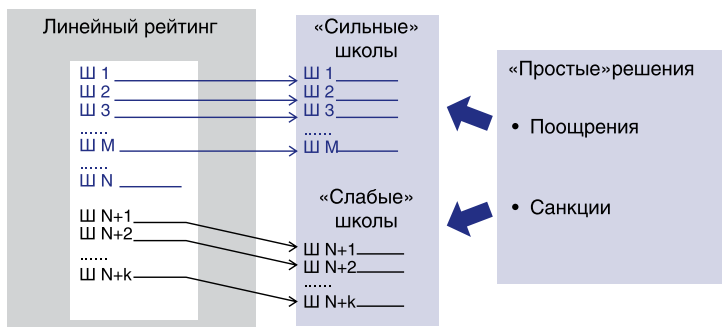 Линейный рейтинг
Ш 1
Ш 2
Ш 3
......
Ш M
......
Ш N
Ш N+1
Ш N+2
......
Ш N+k
«Сильные»
школы
Ш 1
Ш 2
Ш 3
......
Ш M
«Слабые»
школы
Ш N+1
Ш N+2
......
Ш N+k
«Простые»решения
• Поощрения
• Санкции